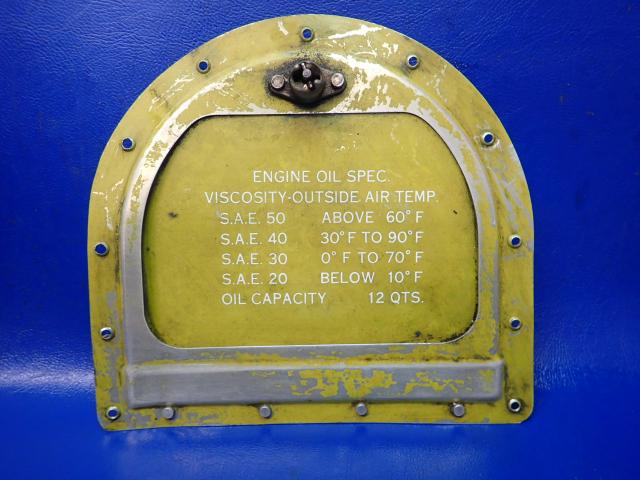 ENGINE OIL SPEC.
VISCOSITY-OUTSIDE AIR TEMP.
S.A.E. 50 ABOVE 60°F
S.A.E. 40 30°F TO 90°F
S.A.E. 30 0°F TO 70°F
S.A.E. 20 BELOW 10°F
OIL CAPACITY 12 QTS.